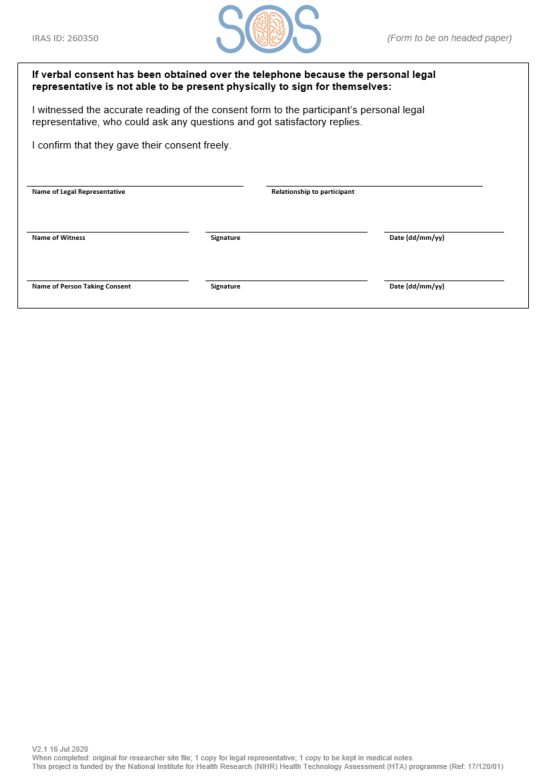 SOS
IRAS ID: 260350
(Form to be on headed paper)
If verbal consent has been obtained over the telephone because the personal legal
representative is not able to be present physically to sign for themselves:
I witnessed the accurate reading of the consent form to the participant's personal legal
representative, who could ask any questions and got satisfactory replies.
I confirm that they gave their consent freely.
Name of Legal Representative
Relationship to participant
Name of Witness
Signature
Date (dd/mm/yy)
Name of Person Taking Consent
Signature
Date (dd/mm/yy)
V2.1 16 Jul 2020
When completed: original for researcher site file; 1 copy for legal representative; 1 copy to be kept in medical notes.
This project is funded by the National Institute for Health Research (NIHR) Health Technology Assessment (HTA) programme (Ref: 17/120/01)